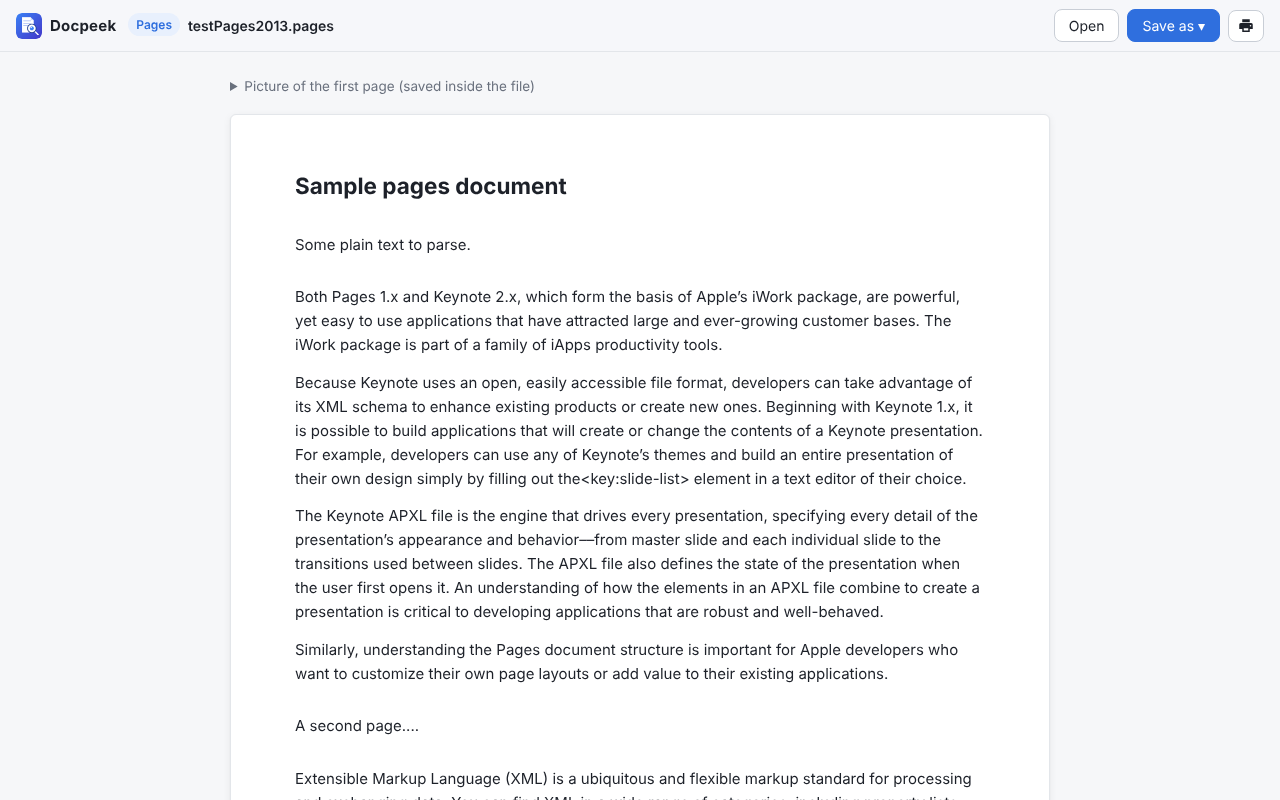 Docpeek
Pages
testPages2013.pages
Open
Save as ▾
▶ Picture of the first page (saved inside the file)
Sample pages document
Some plain text to parse.
Both Pages 1.x and Keynote 2.x, which form the basis of Apple’s iWork package, are powerful,
yet easy to use applications that have attracted large and ever-growing customer bases. The
iWork package is part of a family of iApps productivity tools.
Because Keynote uses an open, easily accessible file format, developers can take advantage of
its XML schema to enhance existing products or create new ones. Beginning with Keynote 1.x, it
is possible to build applications that will create or change the contents of a Keynote presentation.
For example, developers can use any of Keynote’s themes and build an entire presentation of
their own design simply by filling out the<key:slide-list> element in a text editor of their choice.
The Keynote APXL file is the engine that drives every presentation, specifying every detail of the
presentation’s appearance and behavior—from master slide and each individual slide to the
transitions used between slides. The APXL file also defines the state of the presentation when
the user first opens it. An understanding of how the elements in an APXL file combine to create a
presentation is critical to developing applications that are robust and well-behaved.
Similarly, understanding the Pages document structure is important for Apple developers who
want to customize their own page layouts or add value to their existing applications.
A second page....
Extensible Markup Language (XML) is a ubiquitous and flexible markup standard for processing